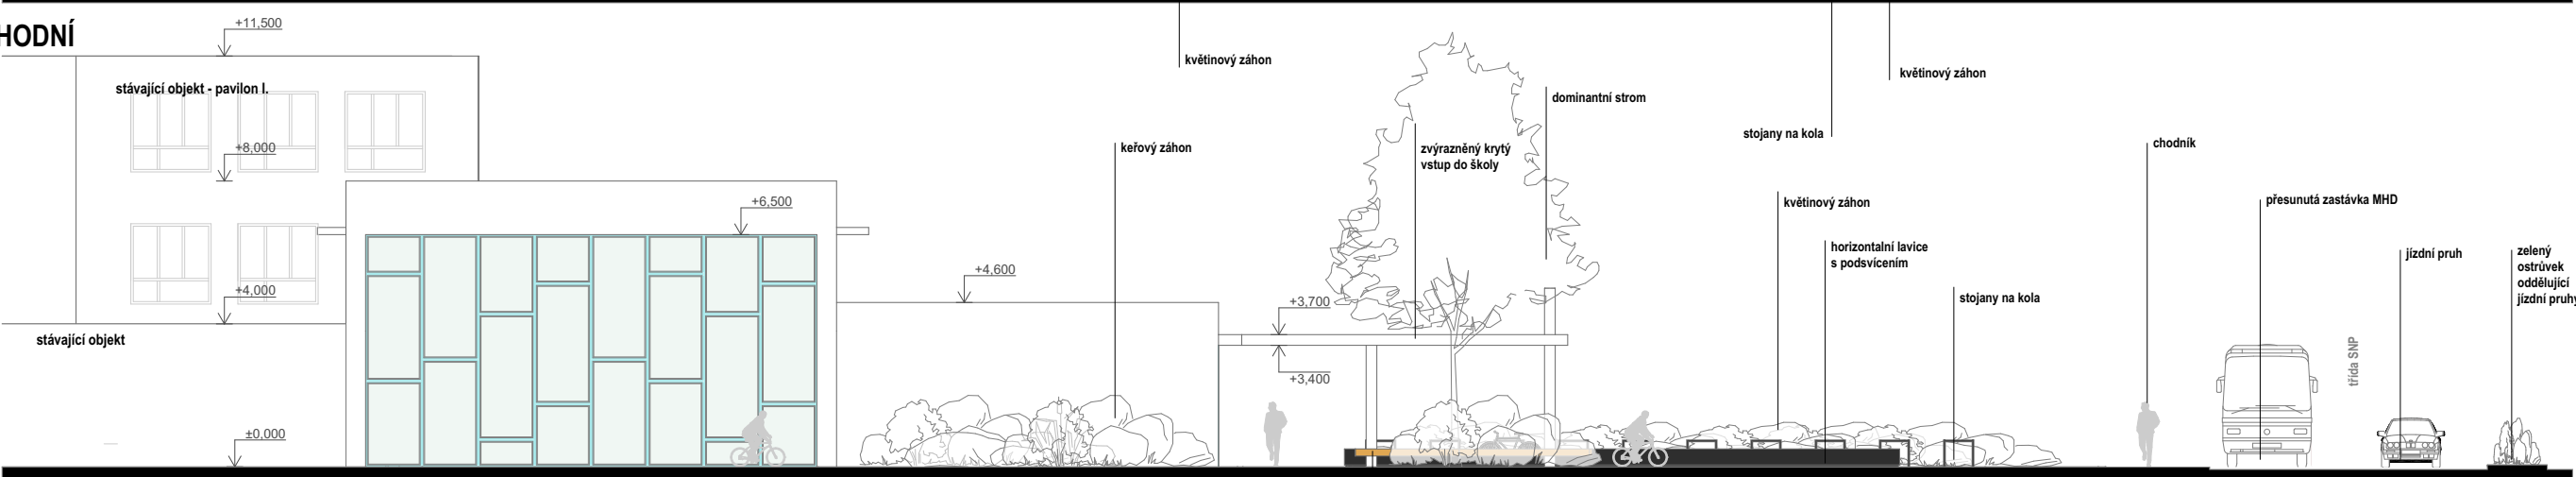 HODNÍ
+11,500
stávající objekt - pavilon I.
+8,000
+6,500
+4,000
stávající objekt
±0,000
+4,600
květinový záhon
keřový záhon
+3,700
+3,400
zvýrazněný krytý
vstup do školy
dominantní strom
stojany na kola
květinový záhon
květinový záhon
horizontalní lavice
s podsvícením
stojany na kola
chodník
přesunutá zastávka MHD
třída SNP
jízdní pruh
zelený
ostrůvek
oddělující
jízdní pruhy